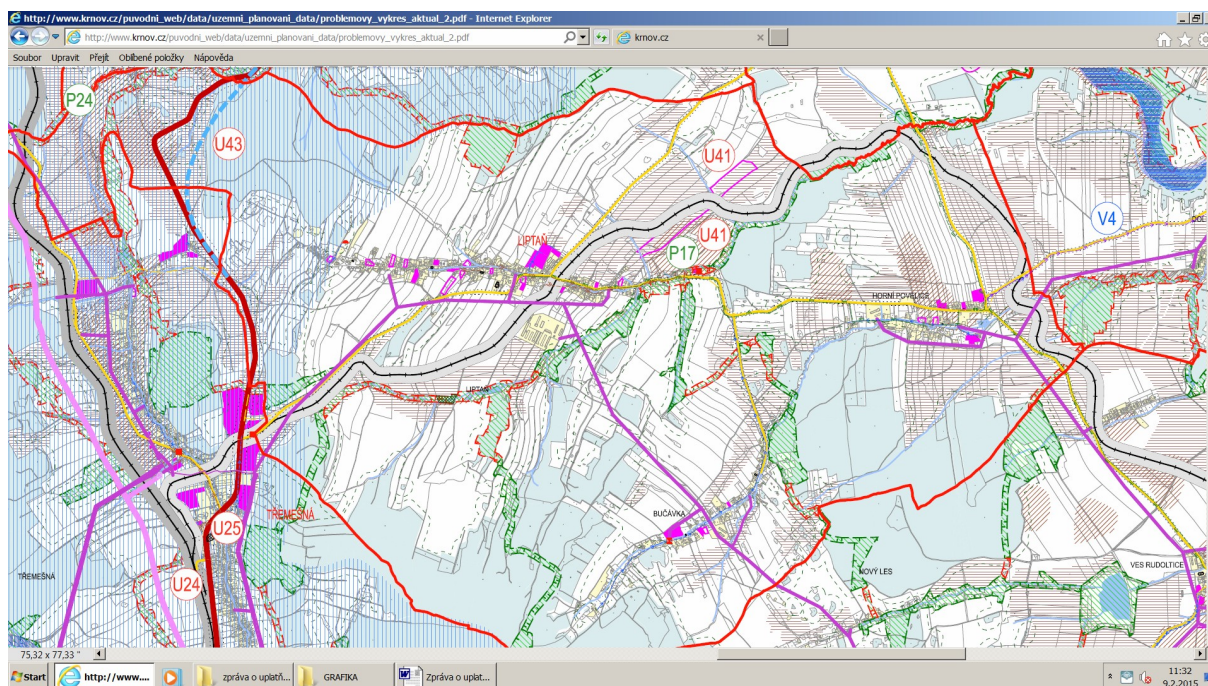 http://www.krnov.cz/puvodni_web/data/uzemni_planovani_data/problemovy_vykres_aktual_2.pdf - Internet Explorer
http://www.krnov.cz/puvodni_web/data/uzemni_planovani_data/problemovy_vykres_aktual_2.pdf
krnov.cz
Soubor Upravit Přejít Oblíbené položky Nápověda
P24
U43
U41
V4
LIPTAŇ
U41
P17
HORNÍ POVELICE
LIPTAŇ
BUČÁVKA
TŘEMEŠNÁ
U25
NOVÝ LES
VES RUDOLTICE
TŘEMEŠNÁ
U24
75,32 x 77,33 "
Start
http://www....
zpráva o uplatň...
GRAFIKA
Zpráva o uplat...
11:32
9.2.2015